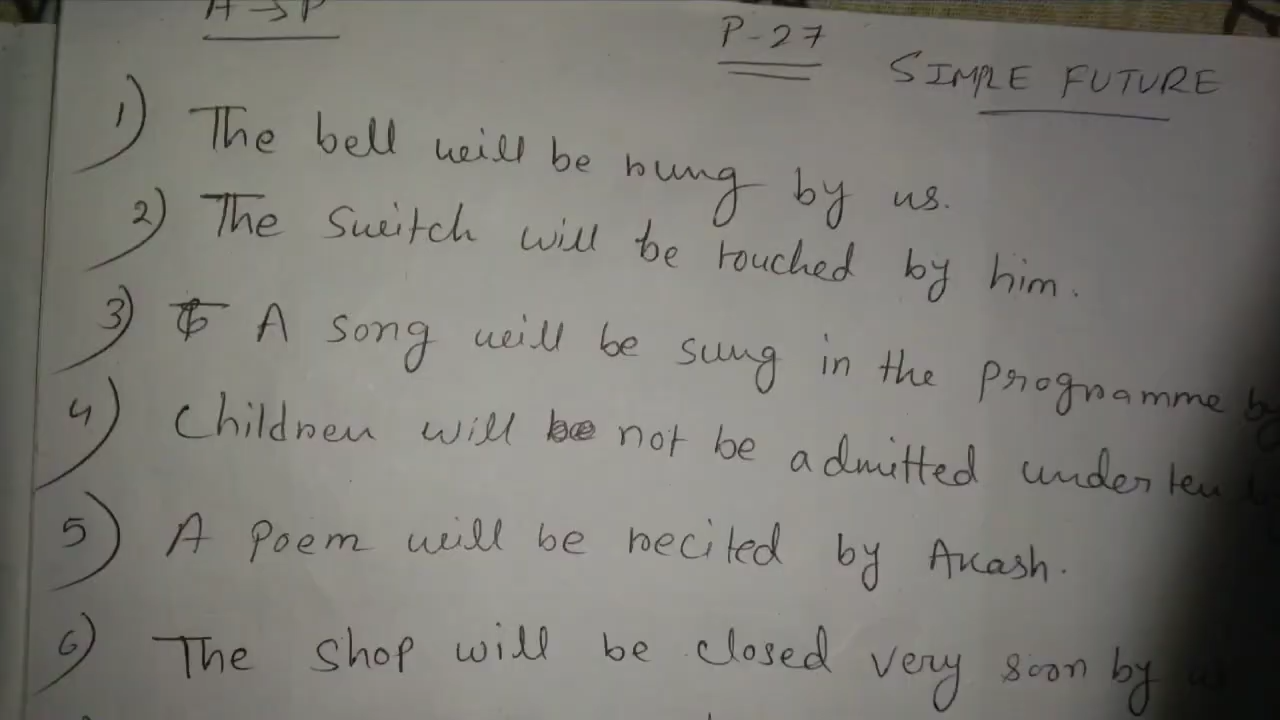 A → P
P-27
SIMPLE FUTURE
1) The bell will be rung by us.
2) The switch will be touched by him.
3) A song will be sung in the programme by
4) Children will not be admitted under ten
5) A poem will be recited by Akash.
6) The shop will be closed very soon by